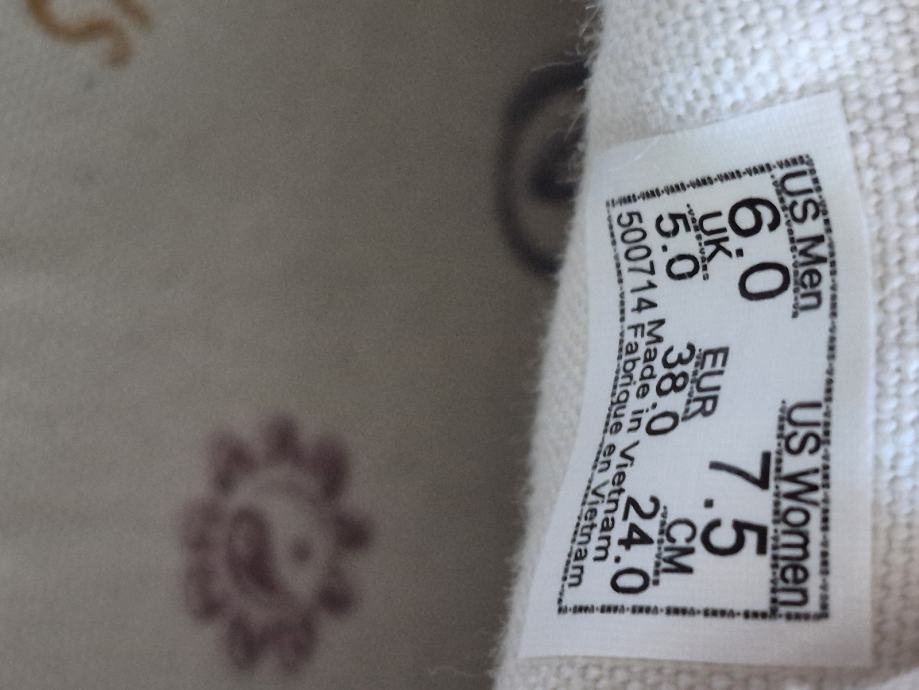 US Men
US Women
6.0
7.5
UK
EUR
CM
5.0
38.0
24.0
500714 Made in Vietnam
Fabrique en Vietnam